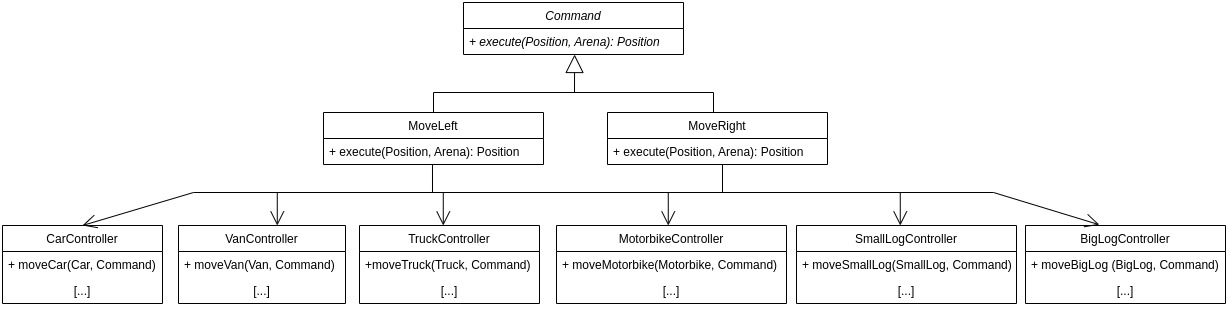 Command
+ execute(Position, Arena): Position
MoveLeft
+ execute(Position, Arena): Position
MoveRight
+ execute(Position, Arena): Position
CarController
+ moveCar(Car, Command)
[...]
VanController
+ moveVan(Van, Command)
[...]
TruckController
+moveTruck(Truck, Command)
[...]
MotorbikeController
+ moveMotorbike(Motorbike, Command)
[...]
SmallLogController
+ moveSmallLog(SmallLog, Command)
[...]
BigLogController
+ moveBigLog (BigLog, Command)
[...]